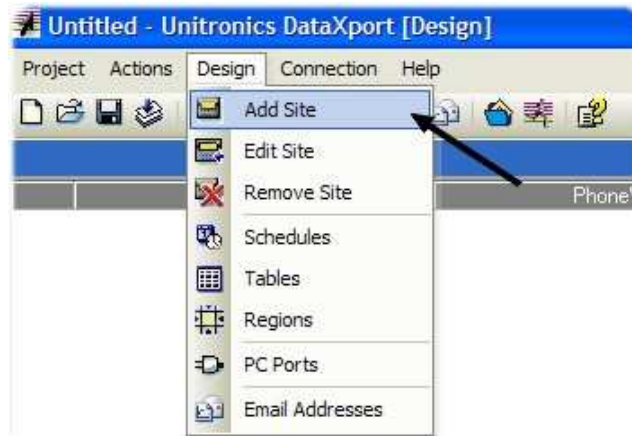 Untitled - Unitronics DataXport [Design]
Project Actions Design Connection Help
Add Site
Edit Site
Remove Site
Phone
Schedules
Tables
Regions
PC Ports
Email Addresses